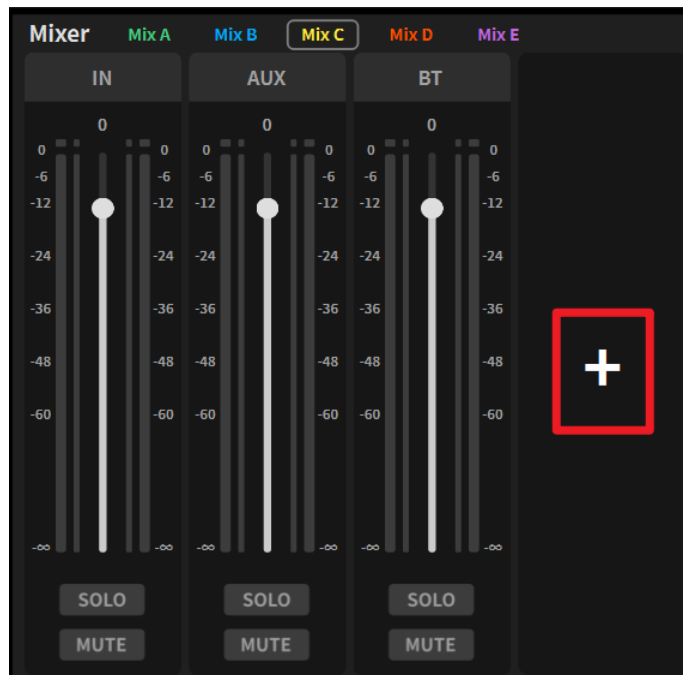 Mixer Mix A Mix B Mix C Mix D Mix E
IN AUX BT
0 0 0
0 0 0 0 0 0
-6 -6 -6 -6 -6 -6
-12 -12 -12 -12 -12 -12
-24 -24 -24 -24 -24 -24
-36 -36 -36 -36 -36 -36
-48 -48 -48 -48 -48 -48
+
-60 -60 -60 -60 -60 -60
-∞ -∞ -∞ -∞ -∞ -∞
SOLO SOLO SOLO
MUTE MUTE MUTE